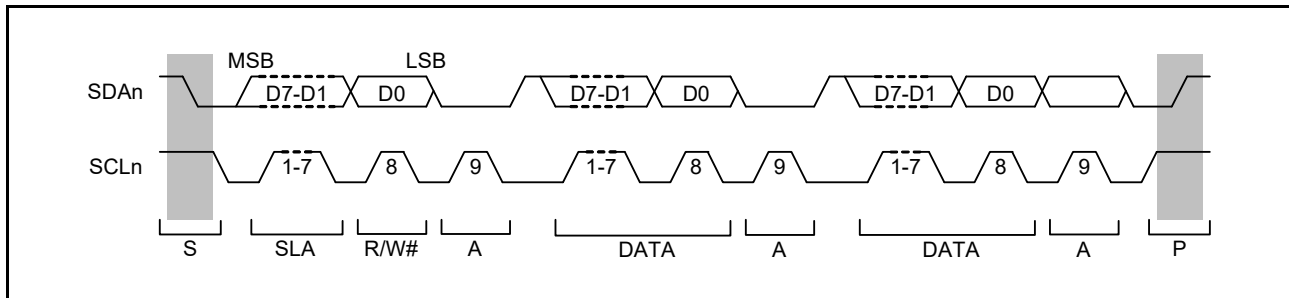 MSB LSB
SDAn D7-D1 D0 D7-D1 D0 D7-D1 D0
SCLn 1-7 8 9 1-7 8 9 1-7 8 9
S SLA R/W# A DATA A DATA A P